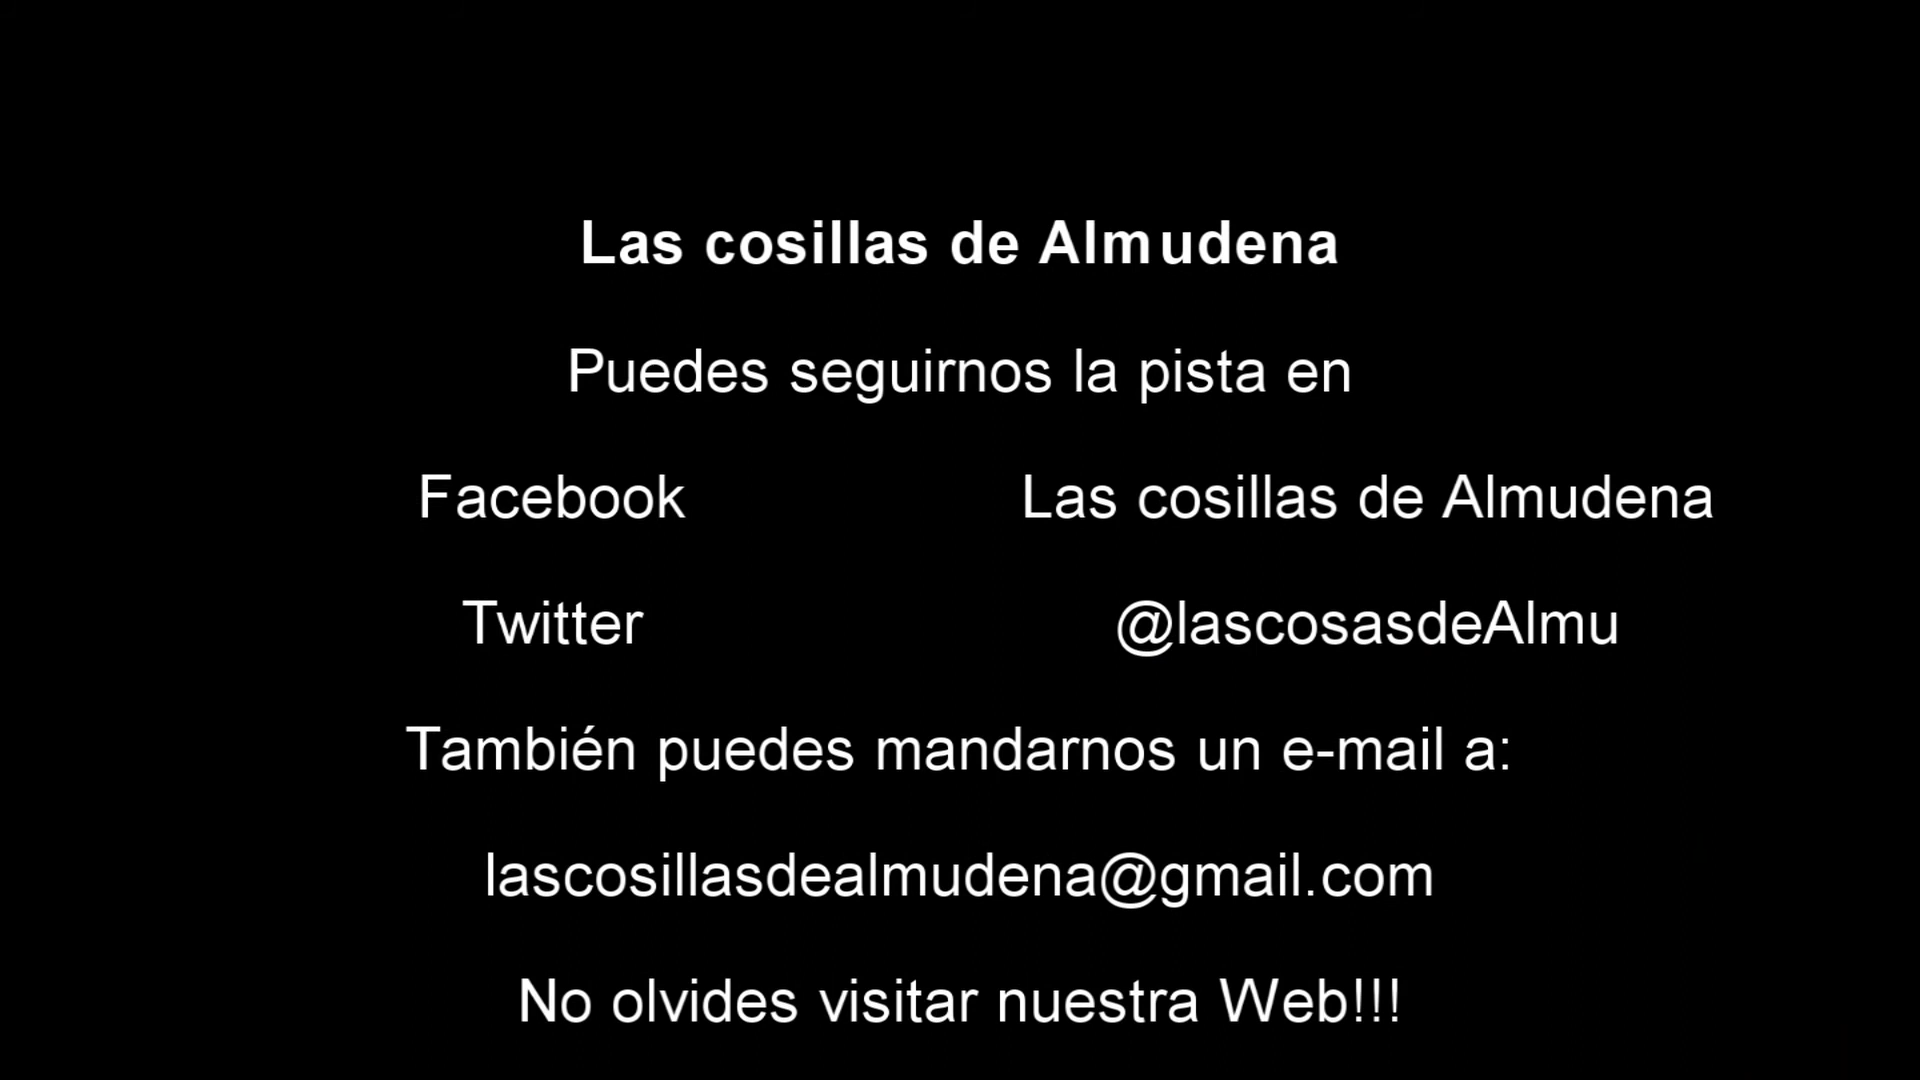 Las cosillas de Almudena
Puedes seguirnos la pista en
Facebook Las cosillas de Almudena
Twitter @lascosasdeAlmu
También puedes mandarnos un e-mail a:
lascosillasdealmudena@gmail.com
No olvides visitar nuestra Web!!!